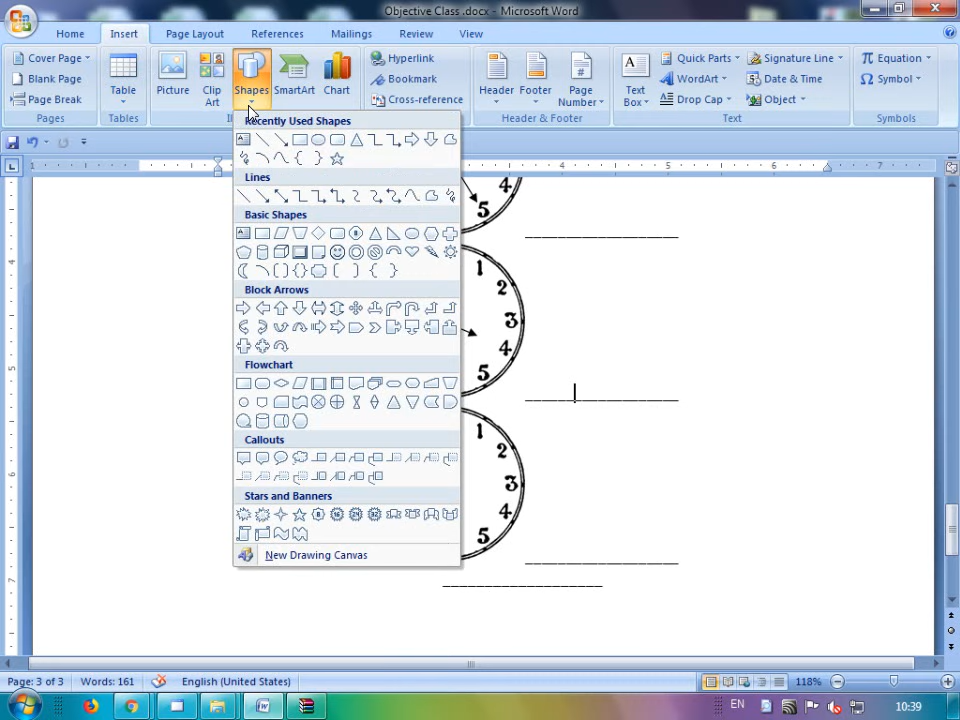 Objective Class .docx - Microsoft Word
Home Insert Page Layout References Mailings Review View
Cover Page
Blank Page
Page Break
Pages
Table
Tables
Picture
Clip Art
Shapes
SmartArt
Chart
Hyperlink
Bookmark
Cross-reference
Header
Footer
Page Number
Header & Footer
Text Box
Quick Parts
WordArt
Drop Cap
Signature Line
Date & Time
Object
Text
Equation
Symbol
Symbols
Recently Used Shapes
Lines
Basic Shapes
Block Arrows
Flowchart
Callouts
Stars and Banners
New Drawing Canvas
1 4 5 6 7
4
5
1
2
3
4
5
1
2
3
4
5
Page: 3 of 3 Words: 161 English (United States) 118%
EN 10:39